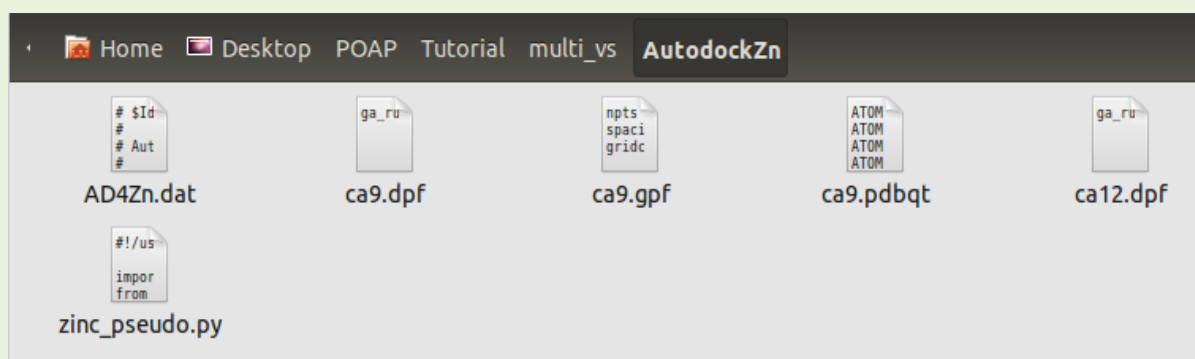 Home Desktop POAP Tutorial multi_vs AutodockZn
# $Id
#
# Aut
#
AD4Zn.dat
ga_ru
ca9.dpf
npts
spaci
gridc
ca9.gpf
ATOM
ATOM
ATOM
ATOM
ca9.pdbqt
ga_ru
ca12.dpf
#!/us
impor
from
zinc_pseudo.py